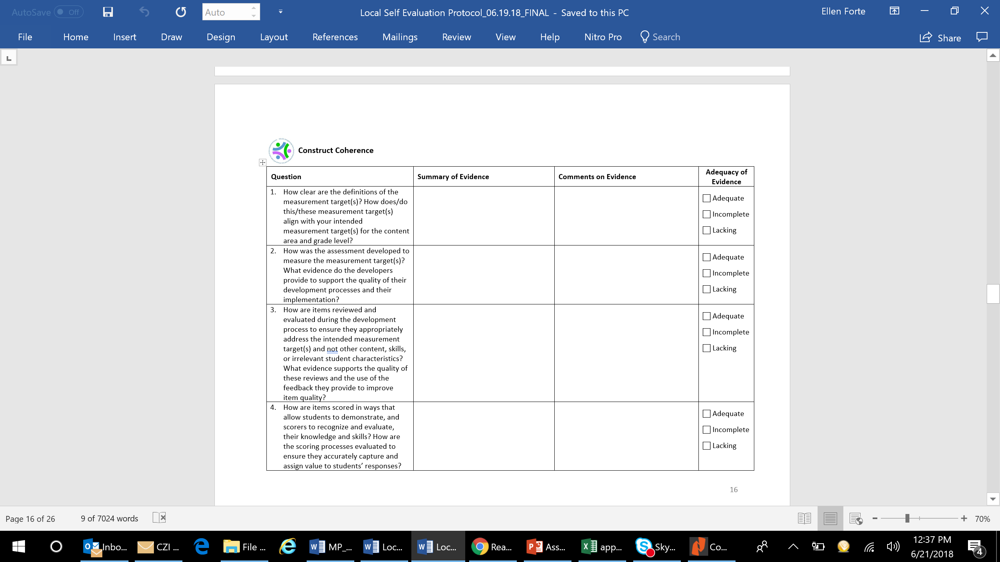 AutoSave Off Auto Local Self Evaluation Protocol_06.19.18_FINAL - Saved to this PC Ellen Forte
File Home Insert Draw Design Layout References Mailings Review View Help Nitro Pro Search Share
Construct Coherence
Question Summary of Evidence Comments on Evidence Adequacy of
Evidence
1. How clear are the definitions of the
measurement target(s)? How does/do
this/these measurement target(s)
align with your intended
measurement target(s) for the content
area and grade level?
Adequate
Incomplete
Lacking
2. How was the assessment developed to
measure the measurement target(s)?
What evidence do the developers
provide to support the quality of their
development processes and their
implementation?
Adequate
Incomplete
Lacking
3. How are items reviewed and
evaluated during the development
process to ensure they appropriately
address the intended measurement
target(s) and not other content, skills,
or irrelevant student characteristics?
What evidence supports the quality of
these reviews and the use of the
feedback they provide to improve
item quality?
Adequate
Incomplete
Lacking
4. How are items scored in ways that
allow students to demonstrate, and
scorers to recognize and evaluate,
their knowledge and skills? How are
the scoring processes evaluated to
ensure they accurately capture and
assign value to students’ responses?
Adequate
Incomplete
Lacking
16
Page 16 of 26 9 of 7024 words 70%
Inbo... CZI ... File ... MP_... Loc... Loc... Rea... Ass... app... Sky... Co... 12:37 PM
6/21/2018 4